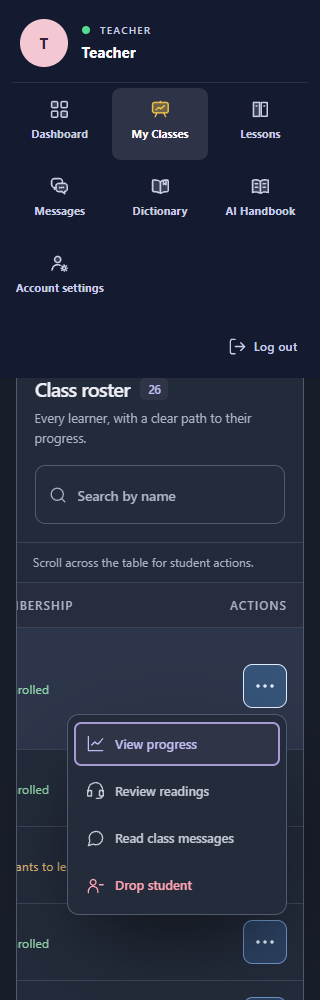 T
TEACHER
Teacher
Dashboard
My Classes
Lessons
Messages
Dictionary
AI Handbook
Account settings
Log out
Class roster 26
Every learner, with a clear path to their
progress.
Search by name
Scroll across the table for student actions.
BERSHIP ACTIONS
rolled
View progress
rolled
Review readings
Read class messages
ants to le
Drop student
rolled